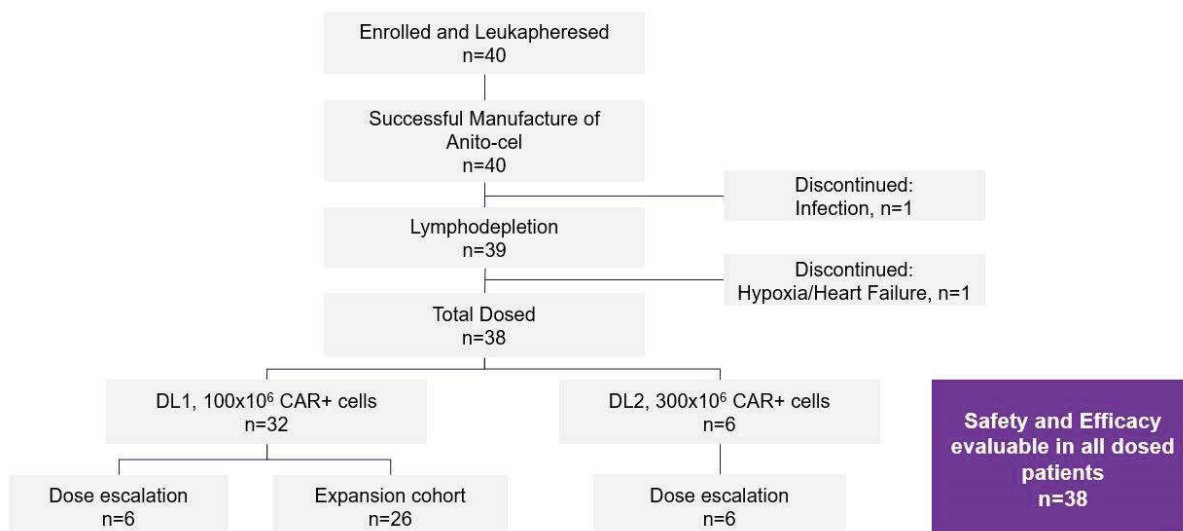 Enrolled and Leukapheresed
n=40
Successful Manufacture of
Anito-cel
n=40
Discontinued:
Infection, n=1
Lymphodepletion
n=39
Discontinued:
Hypoxia/Heart Failure, n=1
Total Dosed
n=38
DL1, 100x10⁶ CAR+ cells
n=32
DL2, 300x10⁶ CAR+ cells
n=6
Dose escalation
n=6
Expansion cohort
n=26
Dose escalation
n=6
Safety and Efficacy
evaluable in all dosed
patients
n=38